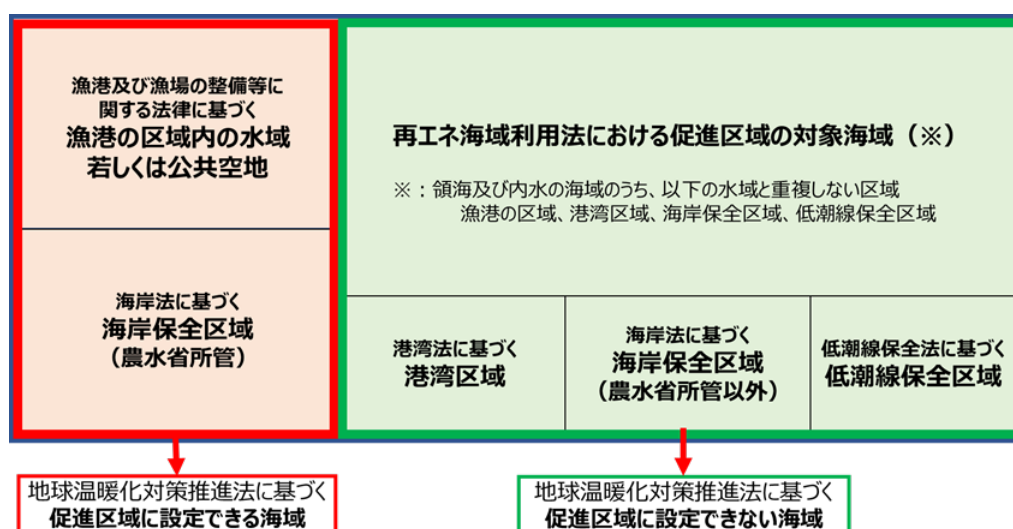 漁港及び漁場の整備等に
関する法律に基づく
漁港の区域内の水域
若しくは公共空地
海岸法に基づく
海岸保全区域
（農水省所管）
再エネ海域利用法における促進区域の対象海域（※）
※：領海及び内水の海域のうち、以下の水域と重複しない区域
漁港の区域、港湾区域、海岸保全区域、低潮線保全区域
港湾法に基づく
港湾区域
海岸法に基づく
海岸保全区域
（農水省所管以外）
低潮線保全法に基づく
低潮線保全区域
地球温暖化対策推進法に基づく
促進区域に設定できる海域
地球温暖化対策推進法に基づく
促進区域に設定できない海域